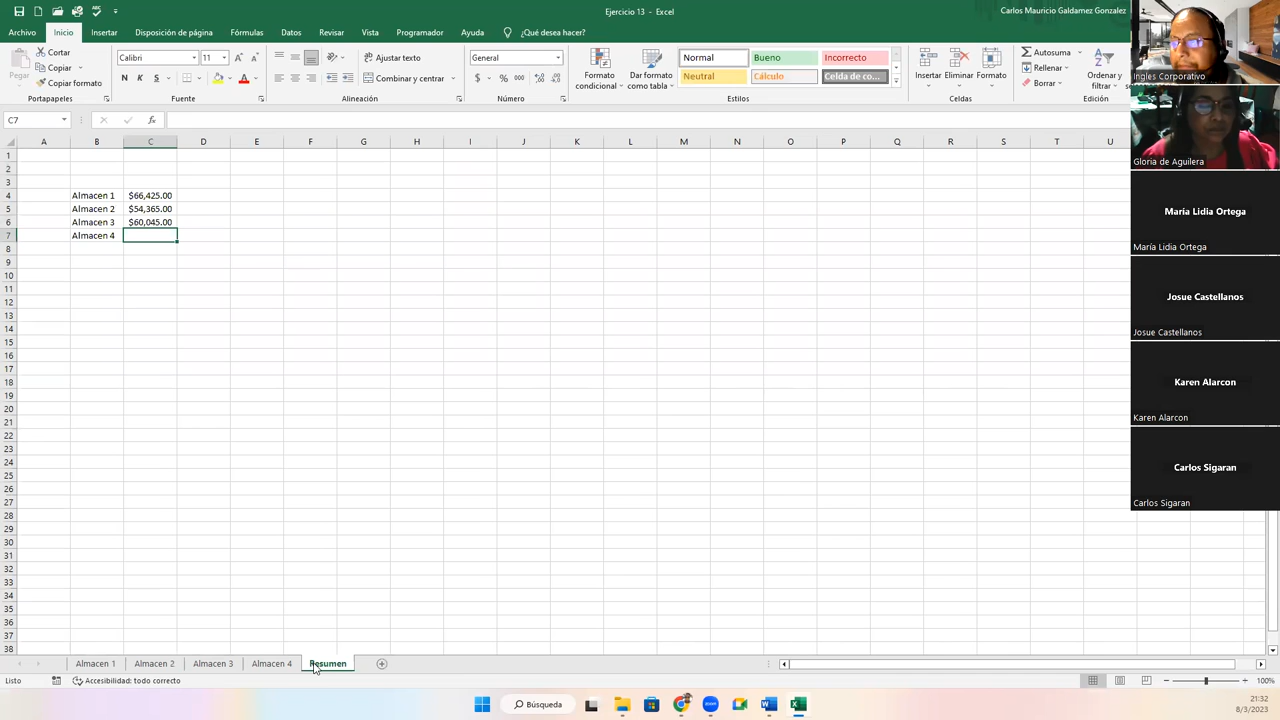 Ejercicio 13 - Excel
Carlos Mauricio Galdamez Gonzalez
Archivo Inicio Insertar Disposición de página Fórmulas Datos Revisar Vista Programador Ayuda ¿Qué desea hacer?
Pegar Cortar Copiar Copiar formato Portapapeles
Calibri 11 N K S Fuente
Ajustar texto Combinar y centrar Alineación
General $ % 000 Número
Formato condicional Dar formato como tabla
Normal Bueno Incorrecto
Neutral Cálculo Celda de co...
Estilos
Insertar Eliminar Formato Celdas
Autosuma Rellenar Borrar Ordenar y filtrar Edición
Ingles Corporativo
Gloria de Aguilera
C7 fx
A B C D E F G H I J K L M N O P Q R S T U
1
2
3
4 Almacen 1 $66,425.00
5 Almacen 2 $54,365.00
6 Almacen 3 $60,045.00
7 Almacen 4
8
9
10
11
12
13
14
15
16
17
18
19
20
21
22
23
24
25
26
27
28
29
30
31
32
33
34
35
36
37
38
María Lidia Ortega
María Lidia Ortega
Josue Castellanos
Josue Castellanos
Karen Alarcon
Karen Alarcon
Carlos Sigaran
Carlos Sigaran
Almacen 1 Almacen 2 Almacen 3 Almacen 4 Resumen
Listo Accesibilidad: todo correcto 100%
Búsqueda
21:32
8/3/2023